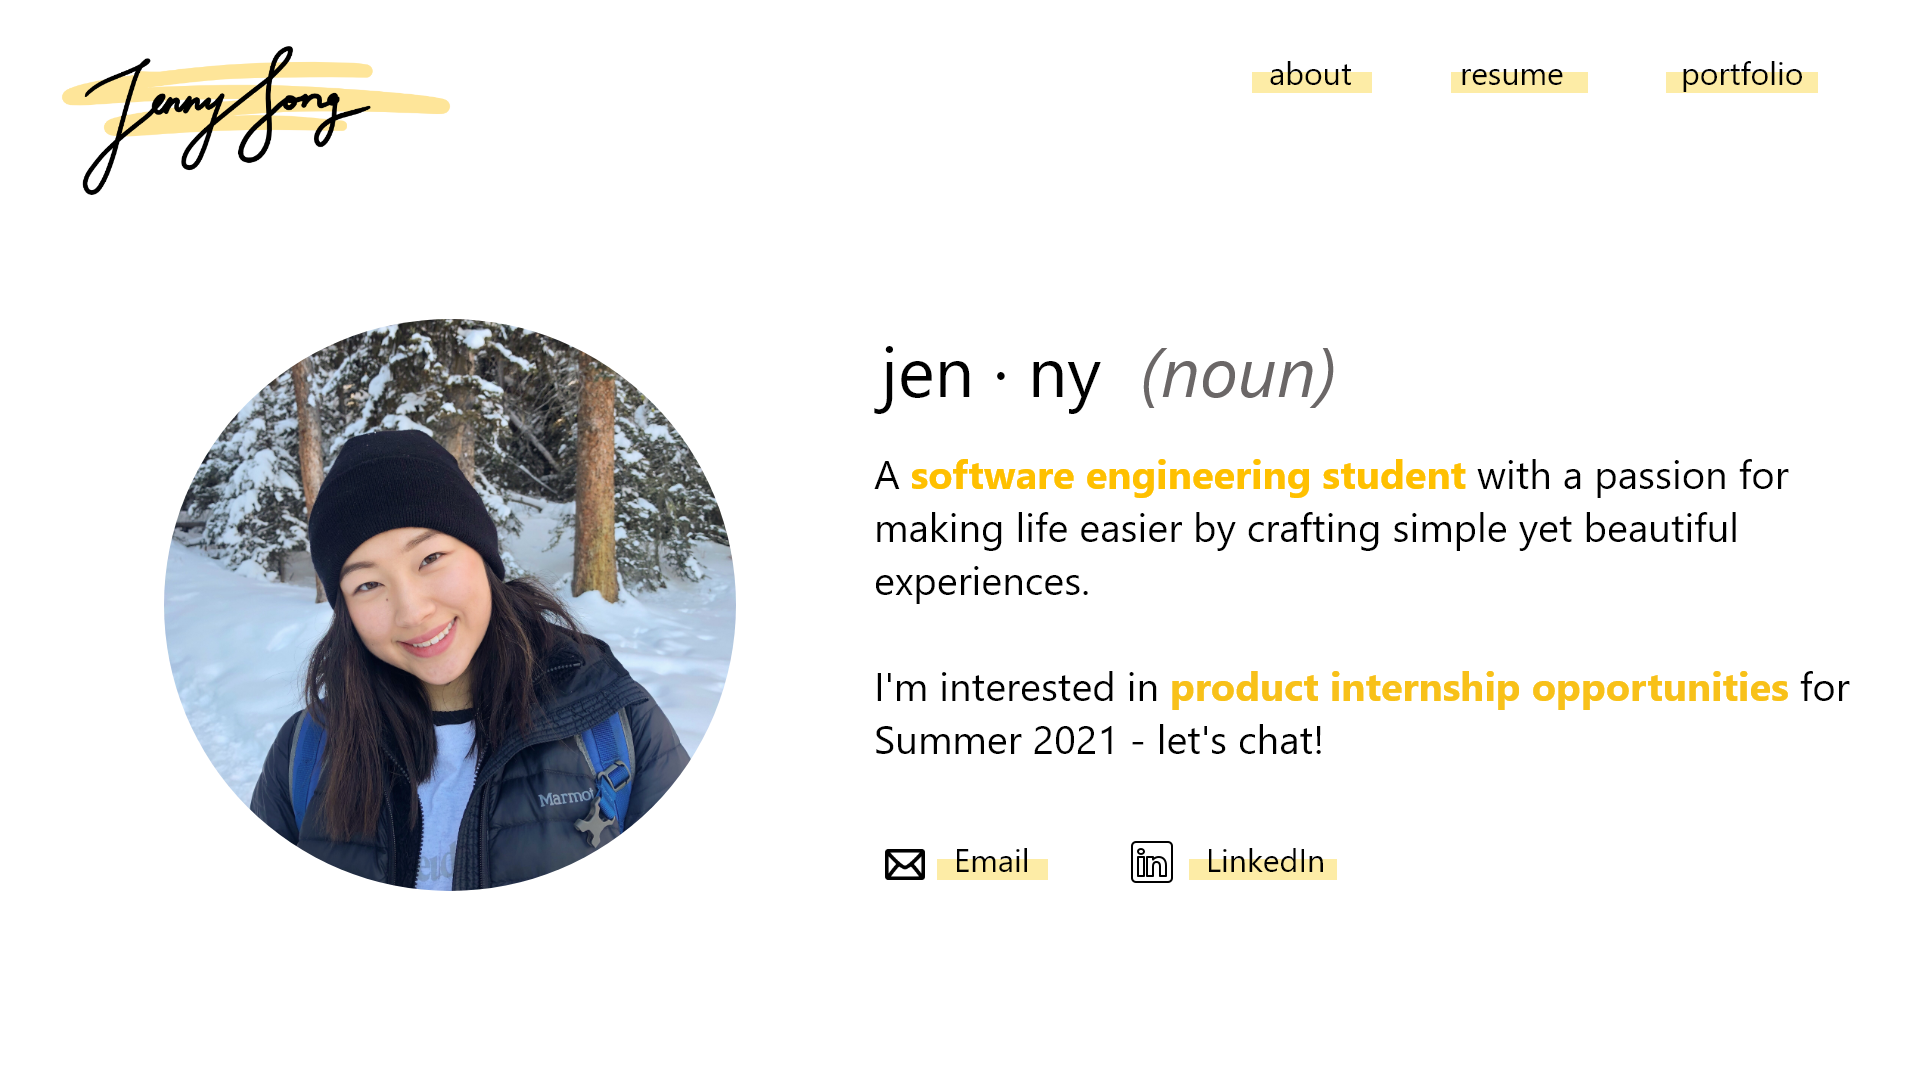 Jenny Song
about resume portfolio
jen · ny (noun)
A software engineering student with a passion for
making life easier by crafting simple yet beautiful
experiences.
I'm interested in product internship opportunities for
Summer 2021 - let's chat!
Email LinkedIn
Marmot